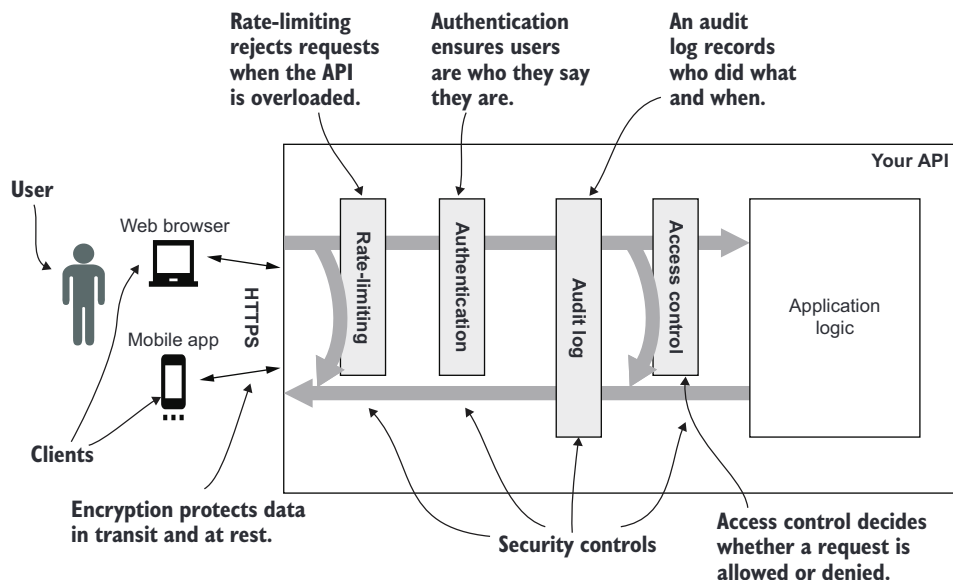 Rate-limiting
rejects requests
when the API
is overloaded.
Authentication
ensures users
are who they say
they are.
An audit
log records
who did what
and when.
Your API
User
Web browser
Mobile app
HTTPS
Rate-limiting
Authentication
Audit log
Access control
Application
logic
Clients
Encryption protects data
in transit and at rest.
Security controls
Access control decides
whether a request is
allowed or denied.